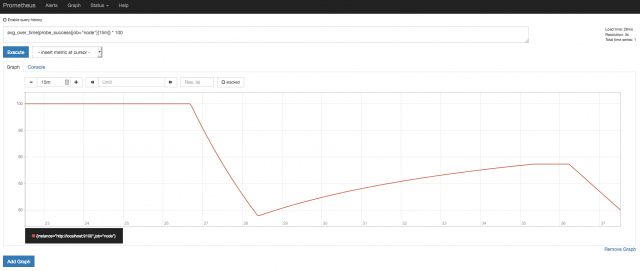 Prometheus Alerts Graph Status Help
Enable query history
avg_over_time(probe_success{job="node"}[15m]) * 100
Load time: 28ms
Resolution: 3s
Total time series: 1
Execute - insert metric at cursor -
Graph Console
− 15m + Until Res. (s) stacked
100
95
90
85
80
23 24 25 26 27 28 29 30 31 32 33 34 35 36 37
{instance="http://localhost:9100",job="node"}
Remove Graph
Add Graph